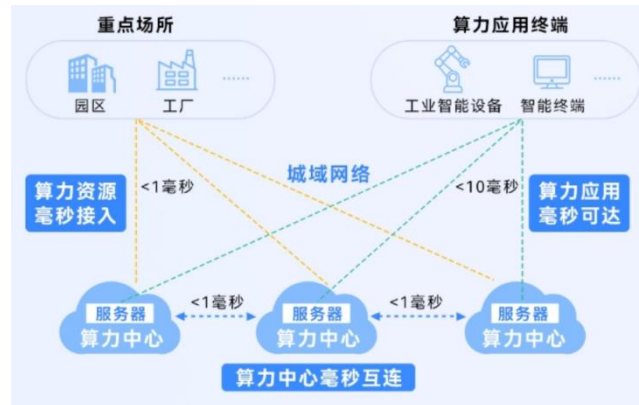 重点场所
算力应用终端
园区
工厂
······
工业智能设备
智能终端
······
城域网络
算力资源
毫秒接入
<1毫秒
<10毫秒
算力应用
毫秒可达
服务器
算力中心
<1毫秒
服务器
算力中心
<1毫秒
服务器
算力中心
算力中心毫秒互连